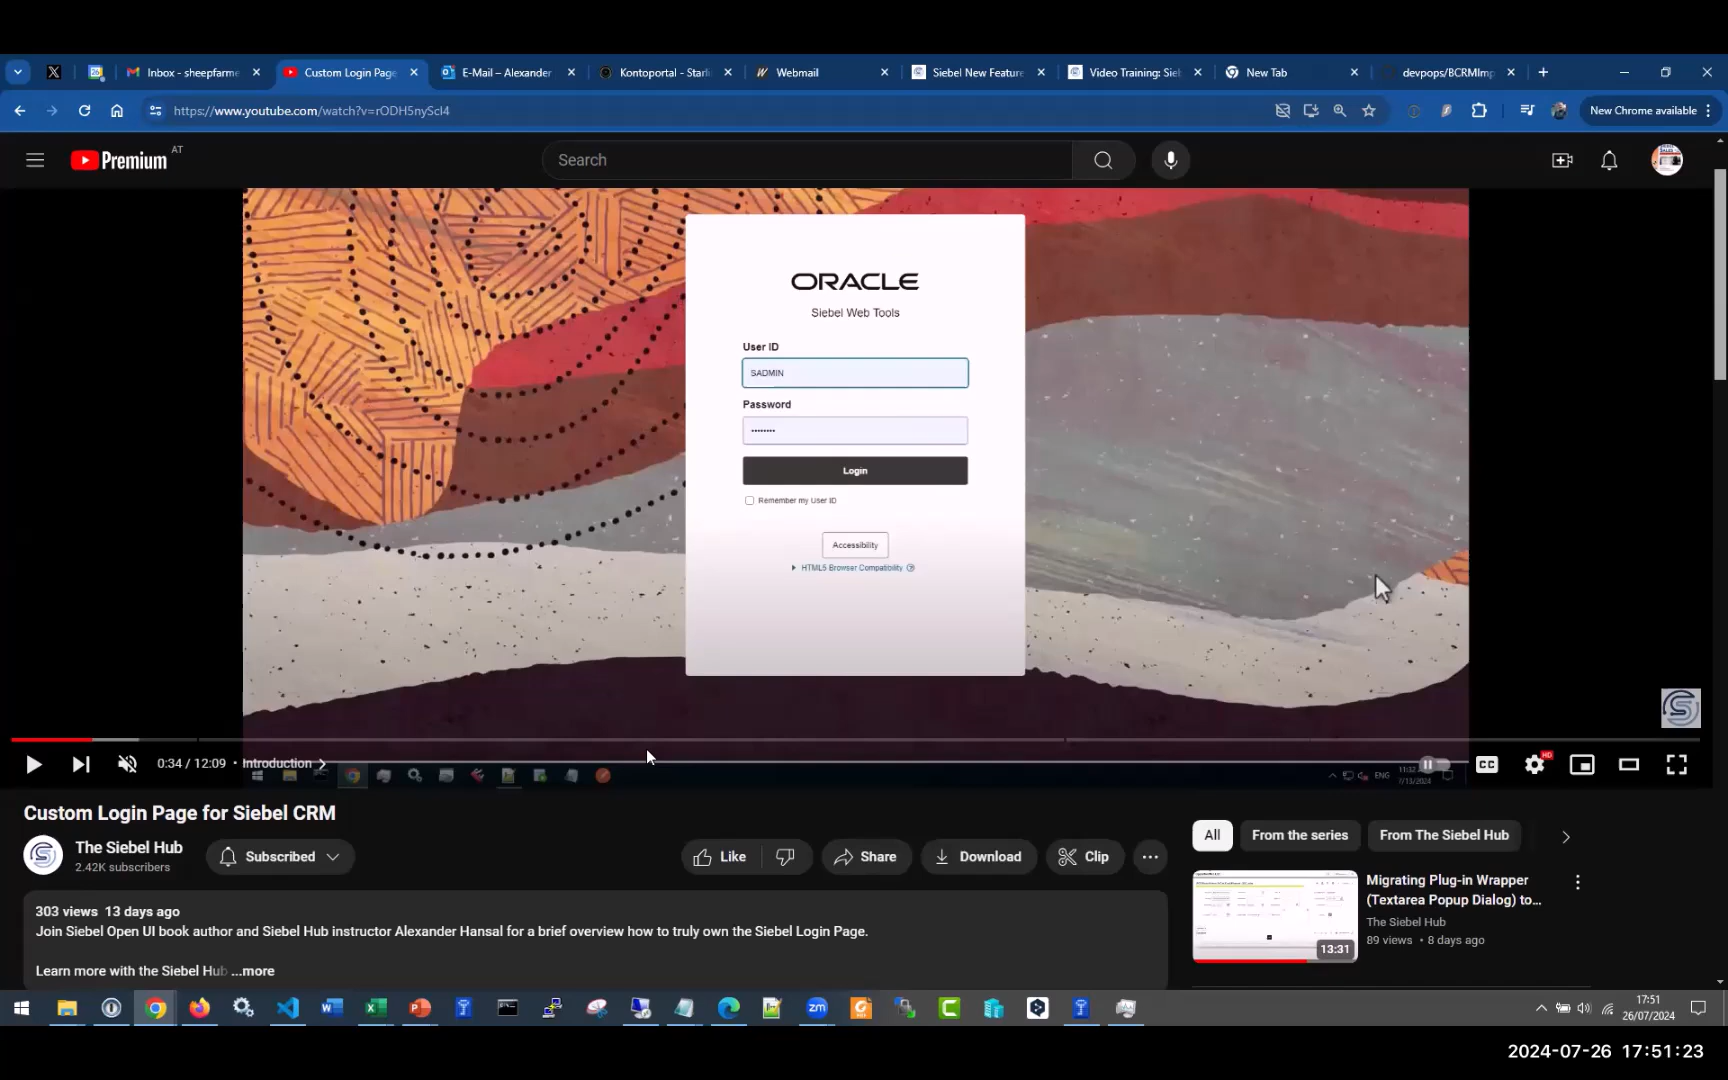 Inbox - sheepfarme
Custom Login Page
E-Mail – Alexander
Kontoportal - Starli
Webmail
Siebel New Feature
Video Training: Sie
New Tab
devpops/BCRMImp
https://www.youtube.com/watch?v=rODH5nyScI4
New Chrome available
Premium AT
Search
ORACLE
Siebel Web Tools
User ID
SADMIN
Password
••••••••
Login
Remember my User ID
Accessibility
HTML5 Browser Compatibility
0:34 / 12:09 • Introduction
CC
HD
ENG
Custom Login Page for Siebel CRM
The Siebel Hub
2.42K subscribers
Subscribed
Like
Share
Download
Clip
303 views 13 days ago
Join Siebel Open UI book author and Siebel Hub instructor Alexander Hansal for a brief overview how to truly own the Siebel Login Page.
Learn more with the Siebel Hub ...more
All
From the series
From The Siebel Hub
Migrating Plug-in Wrapper
(Textarea Popup Dialog) to...
The Siebel Hub
89 views • 8 days ago
13:31
17:51
26/07/2024
2024-07-26 17:51:23